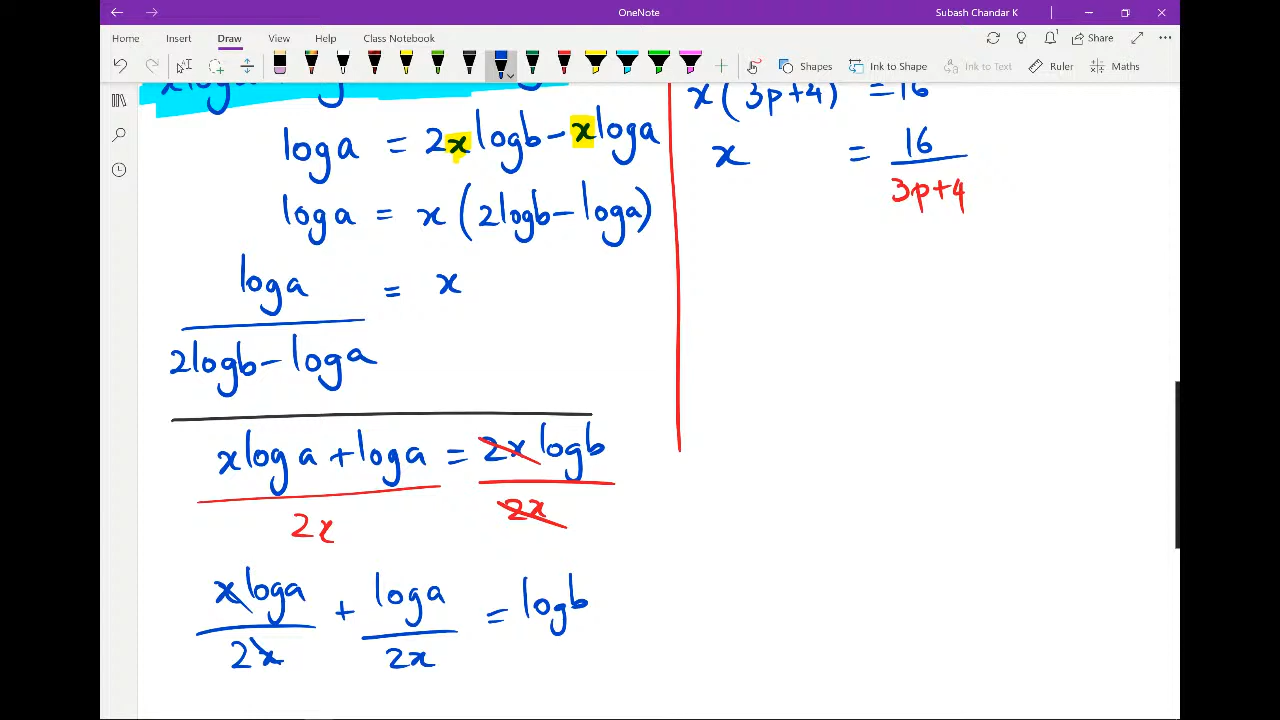 OneNote
Subash Chandar K
Home Insert Draw View Help Class Notebook
1 Share
Shapes Ink to Shape Ink to Text Ruler Maths
log a = 2x log b - x log a
log a = x (2 log b - log a)
log a
= x
2 log b - log a
x log a + log a = 2x log b
2x 2x
x log a + log a = log b
2x 2x
x (3p+4) = 16
x = 16
3p+4